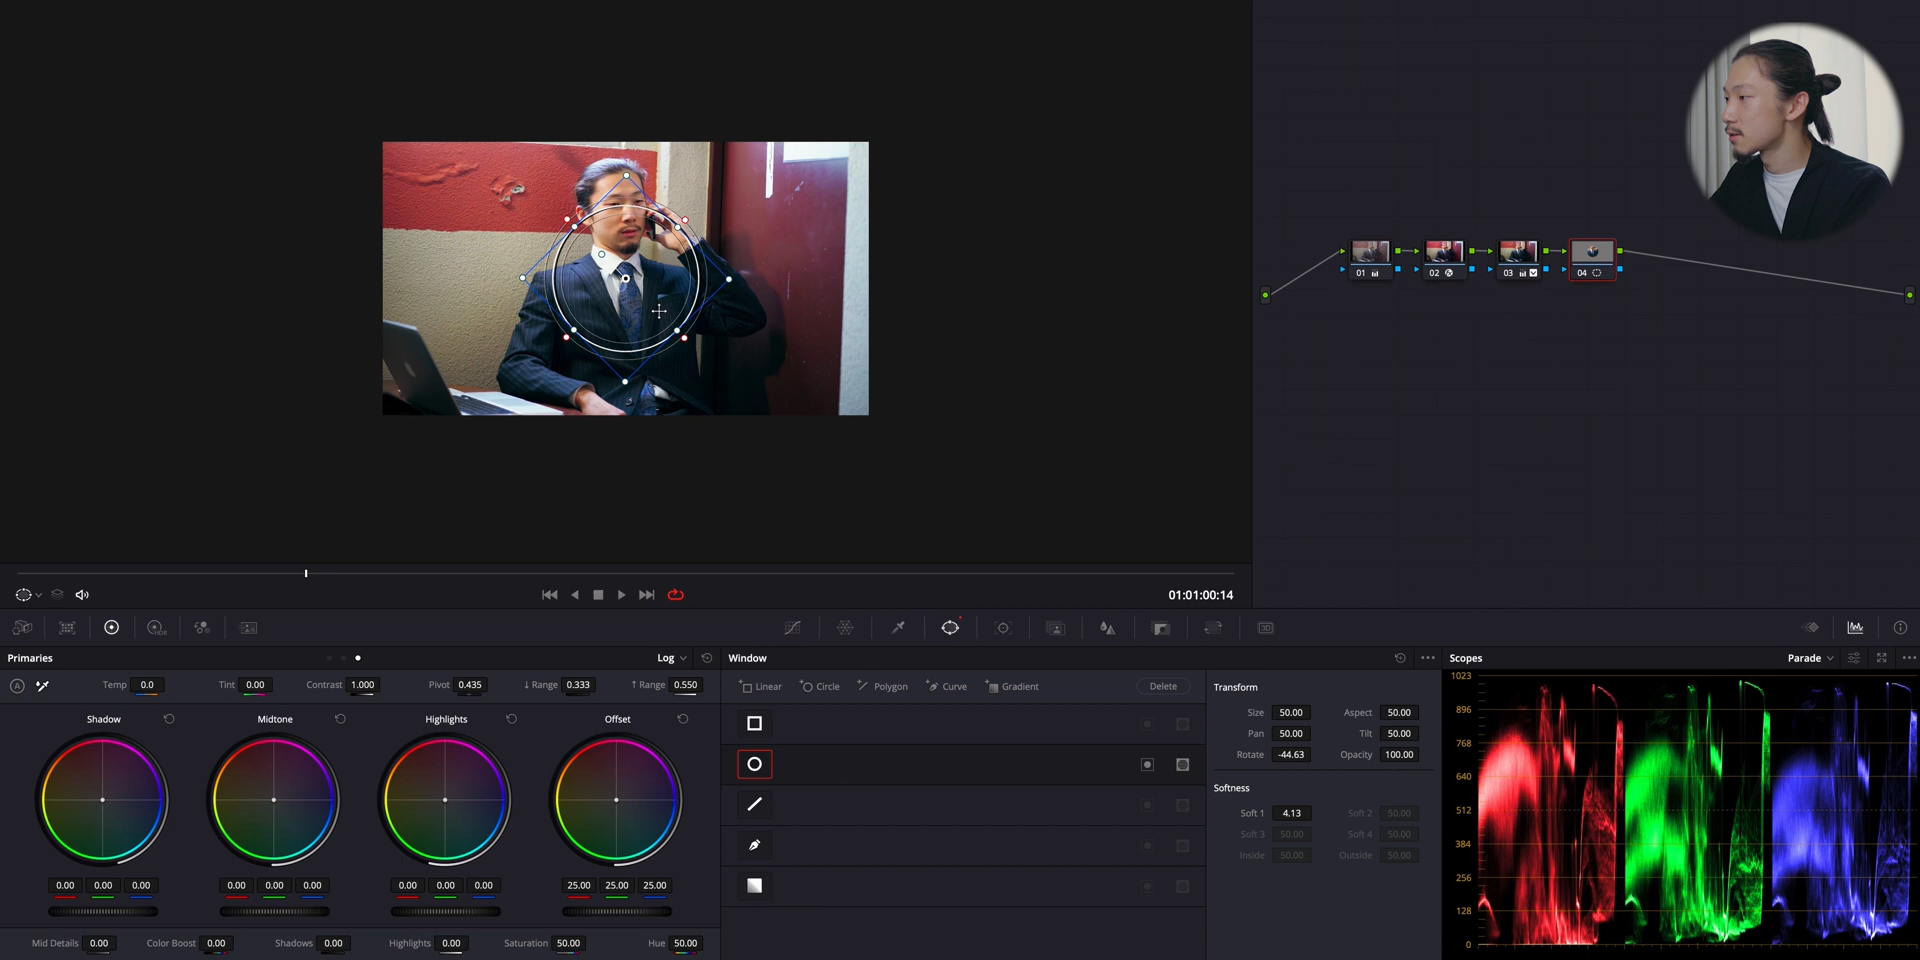 01
02
03
04
01:01:00:14
HDR
3D
Primaries
Log
Window
Scopes
Parade
A
Temp 0.0
Tint 0.00
Contrast 1.000
Pivot 0.435
↓ Range 0.333
↑ Range 0.550
Linear
Circle
Polygon
Curve
Gradient
Delete
Shadow
Midtone
Highlights
Offset
0.00 0.00 0.00
0.00 0.00 0.00
0.00 0.00 0.00
25.00 25.00 25.00
Mid Details 0.00
Color Boost 0.00
Shadows 0.00
Highlights 0.00
Saturation 50.00
Hue 50.00
Transform
Size 50.00 Aspect 50.00
Pan 50.00 Tilt 50.00
Rotate -44.63 Opacity 100.00
Softness
Soft 1 4.13 Soft 2 50.00
Soft 3 50.00 Soft 4 50.00
Inside 50.00 Outside 50.00
1023
896
768
640
512
384
256
128
0